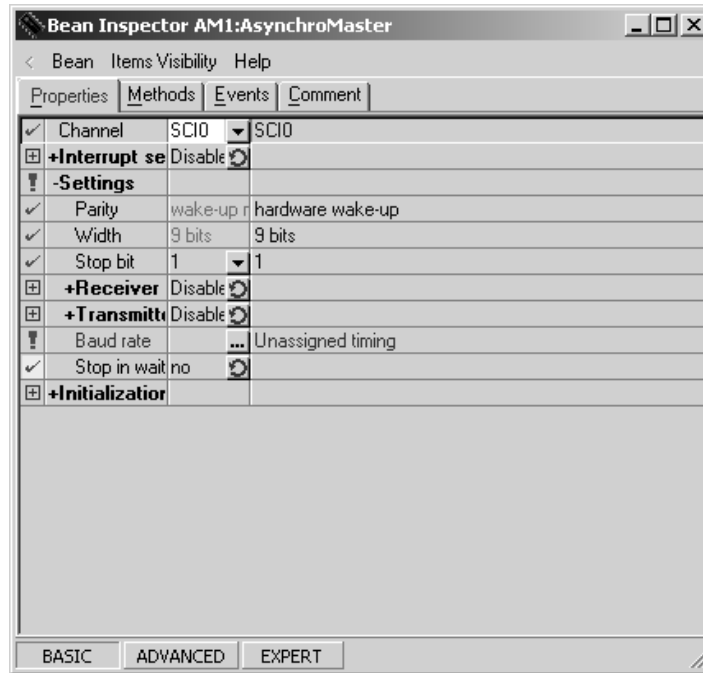 Bean Inspector AM1:AsynchroMaster
< Bean Items Visibility Help
Properties Methods Events Comment
Channel SCI0 SCI0
+Interrupt se Disable
-Settings
Parity wake-up r hardware wake-up
Width 9 bits 9 bits
Stop bit 1 1
+Receiver Disable
+Transmitte Disable
Baud rate ... Unassigned timing
Stop in wait no
+Initialization
BASIC ADVANCED EXPERT